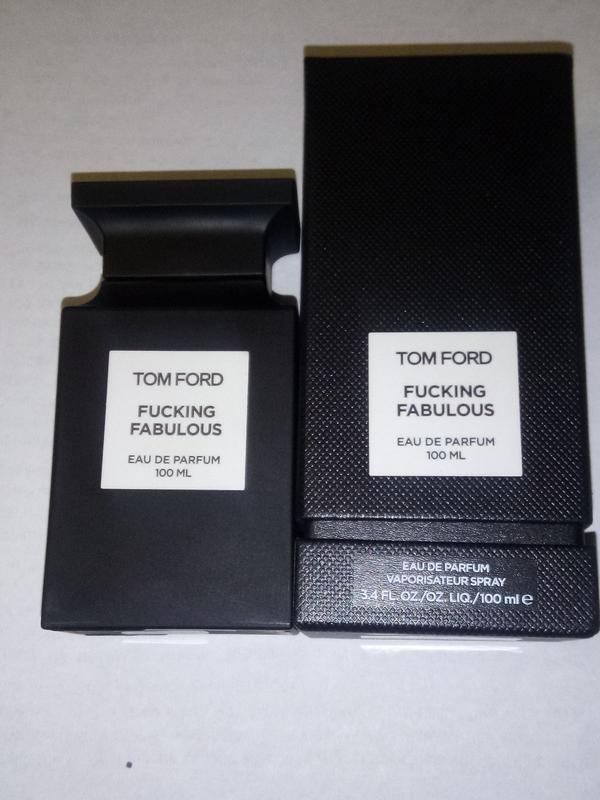 TOM FORD
FUCKING
FABULOUS
EAU DE PARFUM
100 ML
TOM FORD
FUCKING
FABULOUS
EAU DE PARFUM
100 ML
EAU DE PARFUM
VAPORISATEUR SPRAY
3.4 FL.OZ./OZ. LIQ./100 ml ℮